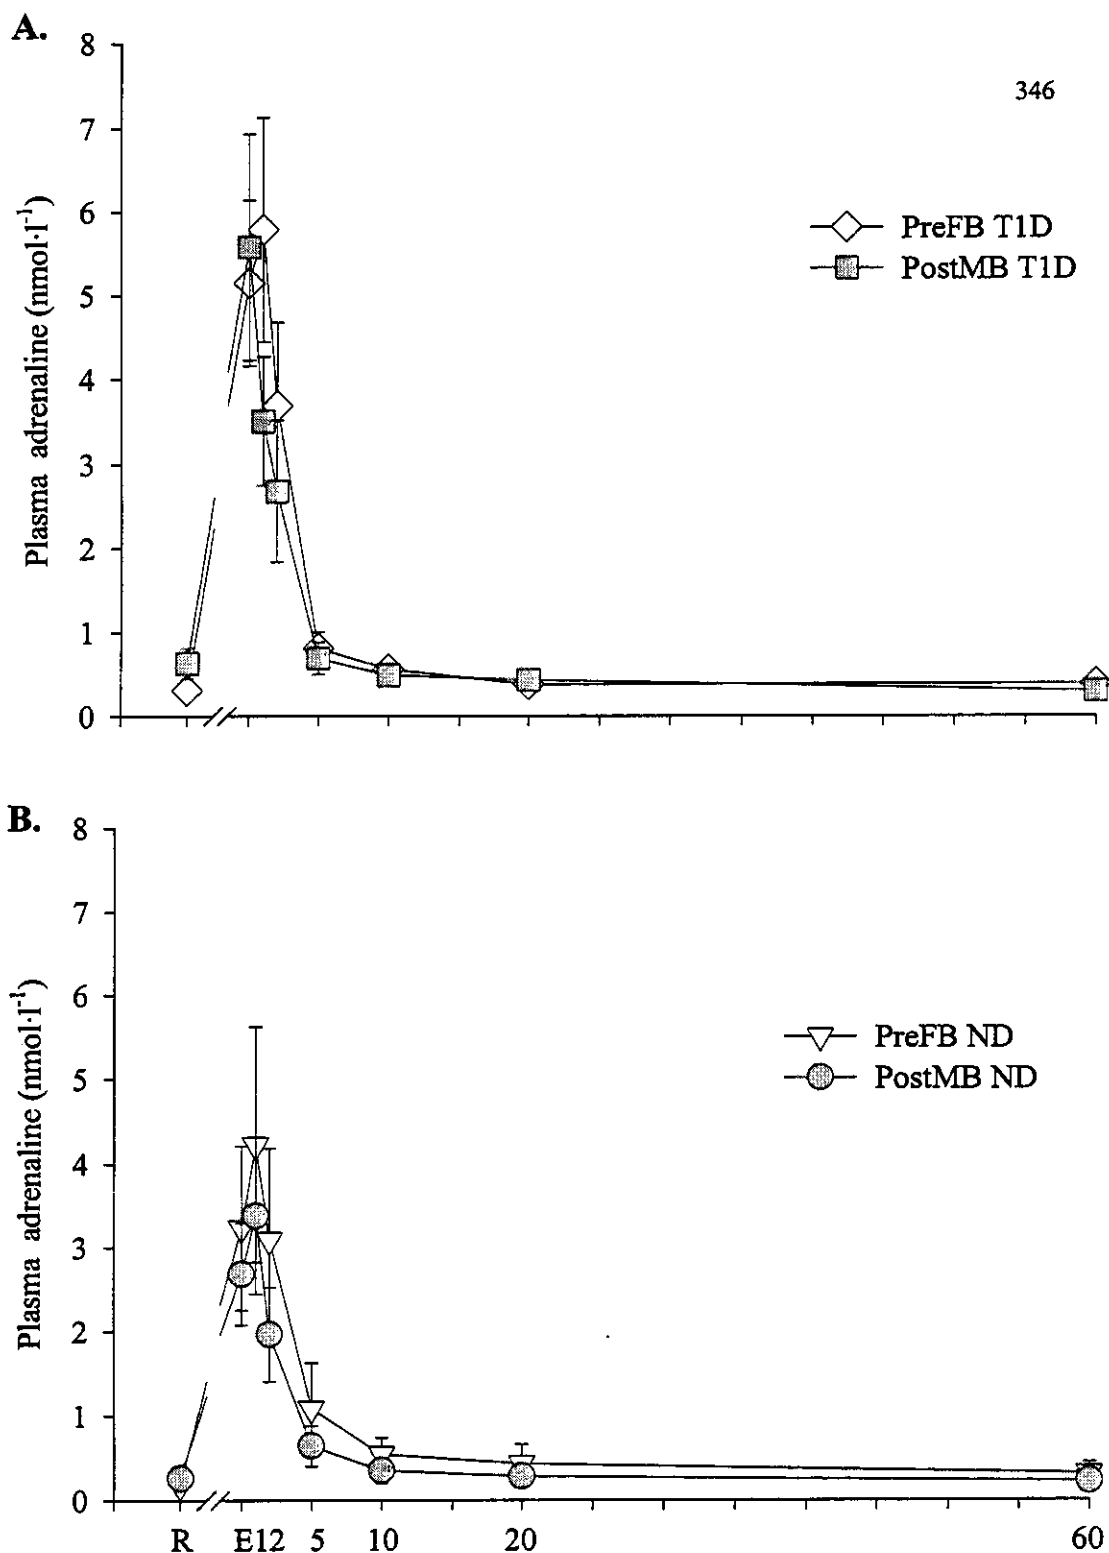 A.
346
8
7
6
5
4
3
2
1
0
Plasma adrenaline (nmol·l⁻¹)
PreFB T1D
PostMB T1D
B.
8
7
6
5
4
3
2
1
0
Plasma adrenaline (nmol·l⁻¹)
PreFB ND
PostMB ND
R E12 5 10 20 60